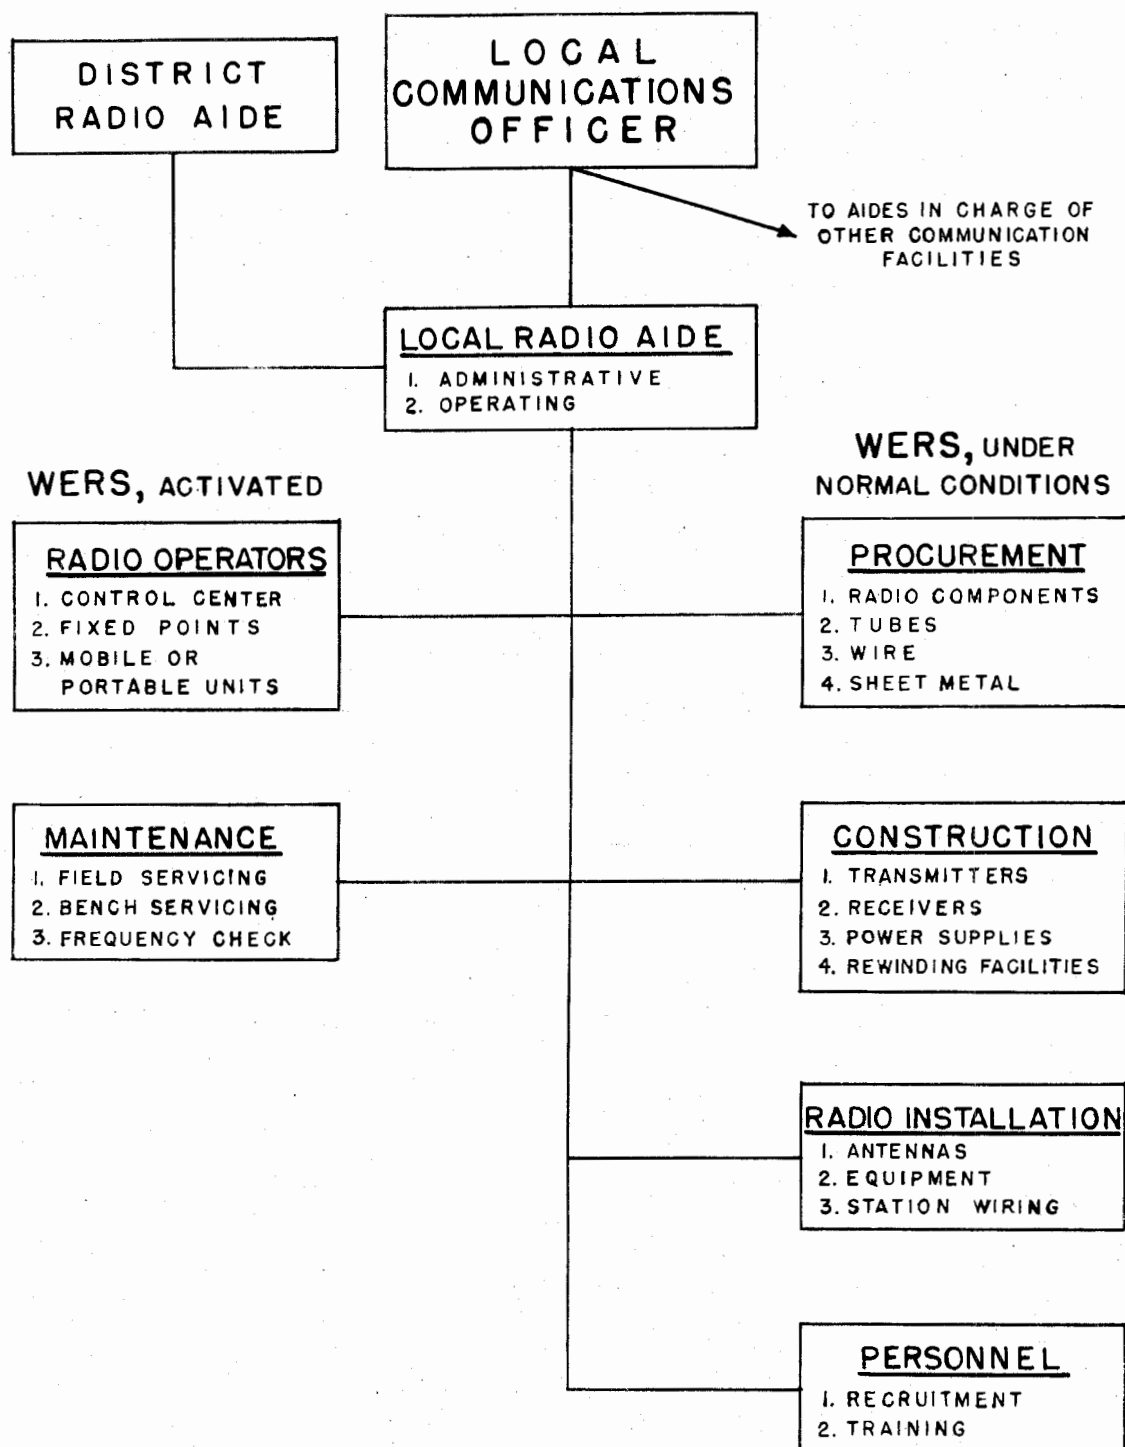 DISTRICT
RADIO AIDE
LOCAL
COMMUNICATIONS
OFFICER
TO AIDES IN CHARGE OF
OTHER COMMUNICATION
FACILITIES
LOCAL RADIO AIDE
1. ADMINISTRATIVE
2. OPERATING
WERS, ACTIVATED
RADIO OPERATORS
1. CONTROL CENTER
2. FIXED POINTS
3. MOBILE OR
PORTABLE UNITS
MAINTENANCE
1. FIELD SERVICING
2. BENCH SERVICING
3. FREQUENCY CHECK
WERS, UNDER
NORMAL CONDITIONS
PROCUREMENT
1. RADIO COMPONENTS
2. TUBES
3. WIRE
4. SHEET METAL
CONSTRUCTION
1. TRANSMITTERS
2. RECEIVERS
3. POWER SUPPLIES
4. REWINDING FACILITIES
RADIO INSTALLATION
1. ANTENNAS
2. EQUIPMENT
3. STATION WIRING
PERSONNEL
1. RECRUITMENT
2. TRAINING